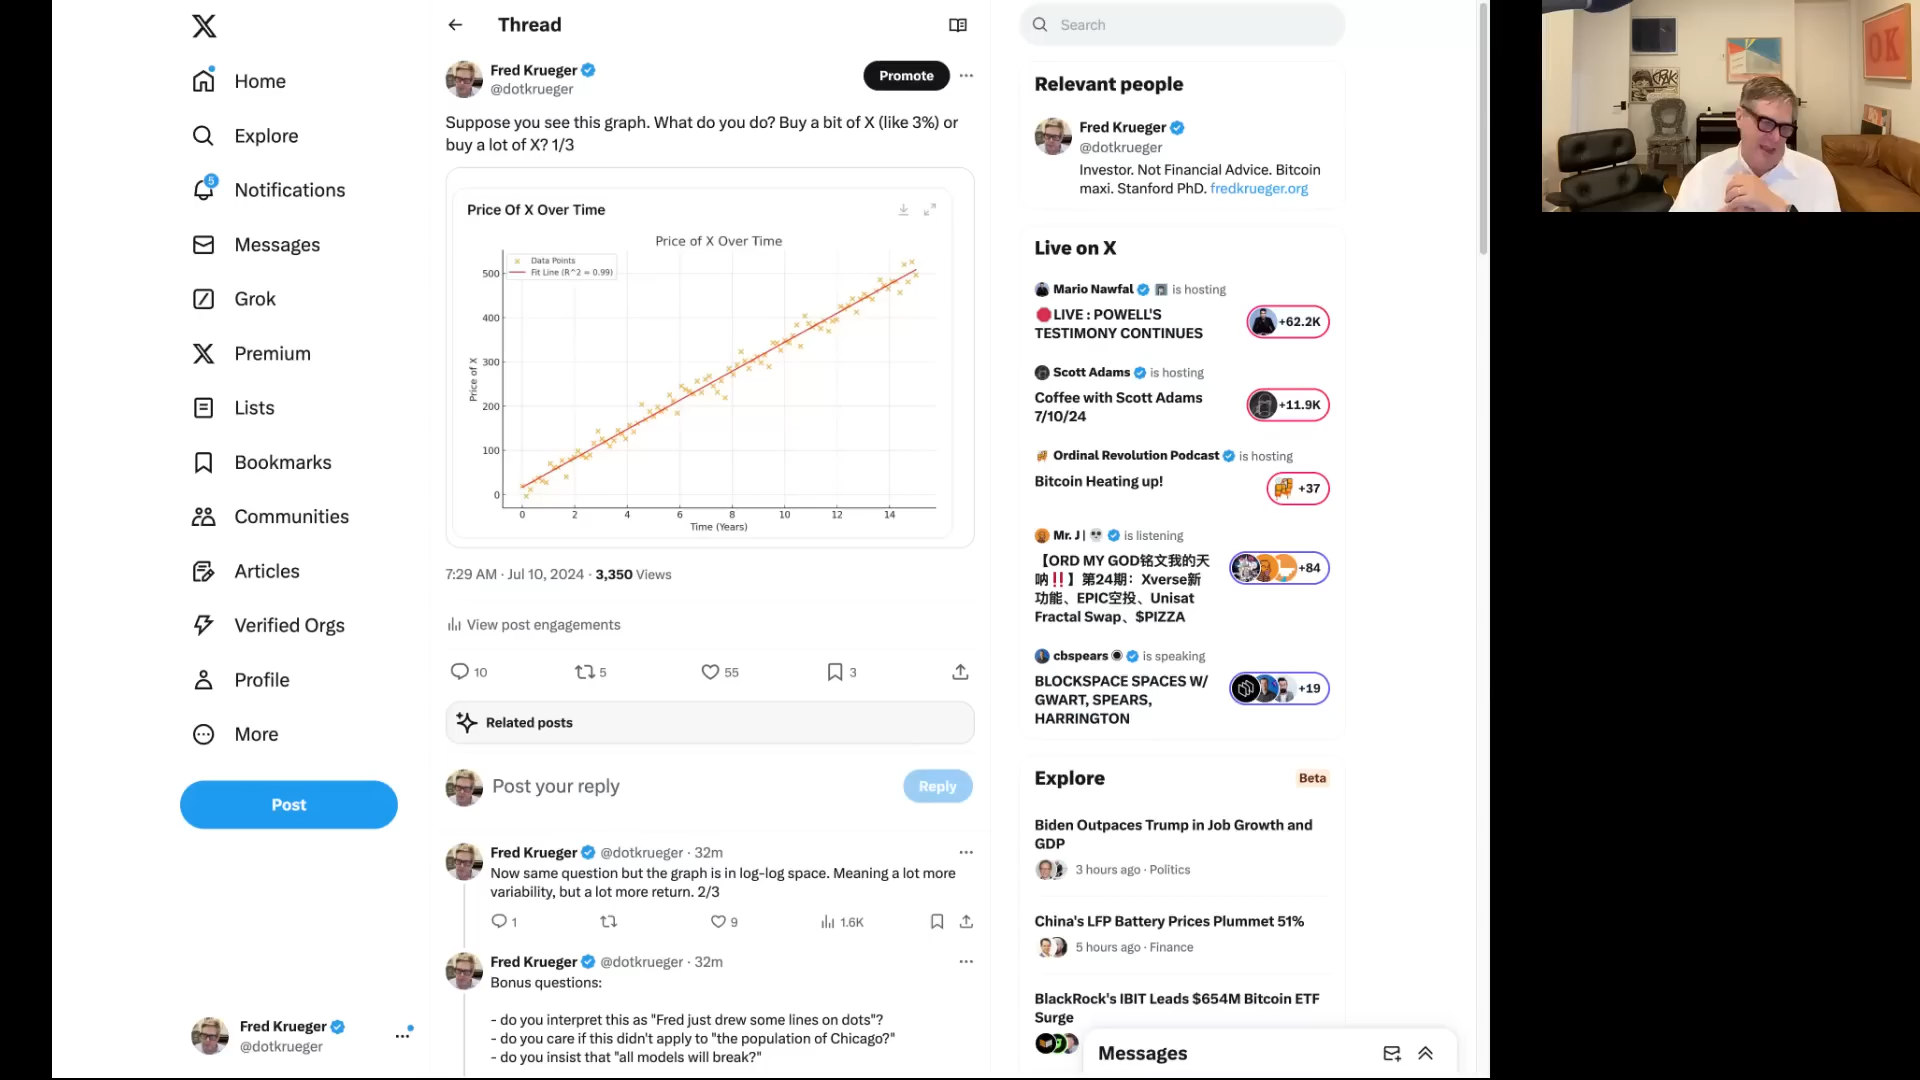 Home
Explore
5
Notifications
Messages
Grok
Premium
Lists
Bookmarks
Communities
Articles
Verified Orgs
Profile
More
Post
Fred Krueger
@dotkrueger
Thread
Fred Krueger
@dotkrueger
Promote
Suppose you see this graph. What do you do? Buy a bit of X (like 3%) or
buy a lot of X? 1/3
Price Of X Over Time
Price of X Over Time
Data Points
Fit Line (R^2 = 0.99)
Price of X
500
400
300
200
100
0
0 2 4 6 8 10 12 14
Time (Years)
7:29 AM · Jul 10, 2024 · 3,350 Views
View post engagements
10 5 55 3
Related posts
Post your reply
Reply
Fred Krueger @dotkrueger · 32m
Now same question but the graph is in log-log space. Meaning a lot more
variability, but a lot more return. 2/3
1 9 1.6K
Fred Krueger @dotkrueger · 32m
Bonus questions:
- do you interpret this as "Fred just drew some lines on dots"?
- do you care if this didn't apply to "the population of Chicago?"
- do you insist that "all models will break?"
Search
Relevant people
Fred Krueger
@dotkrueger
Investor. Not Financial Advice. Bitcoin
maxi. Stanford PhD. fredkrueger.org
Live on X
Mario Nawfal is hosting
LIVE : POWELL'S
TESTIMONY CONTINUES
+62.2K
Scott Adams is hosting
Coffee with Scott Adams
7/10/24
+11.9K
Ordinal Revolution Podcast is hosting
Bitcoin Heating up!
+37
Mr. J | is listening
【ORD MY GOD铭文我的天
呐‼️】第24期：Xverse新
功能、EPIC空投、Unisat
Fractal Swap、$PIZZA
+84
cbspears is speaking
BLOCKSPACE SPACES W/
GWART, SPEARS,
HARRINGTON
+19
Explore
Beta
Biden Outpaces Trump in Job Growth and
GDP
3 hours ago · Politics
China's LFP Battery Prices Plummet 51%
5 hours ago · Finance
BlackRock's IBIT Leads $654M Bitcoin ETF
Surge
Messages
OK